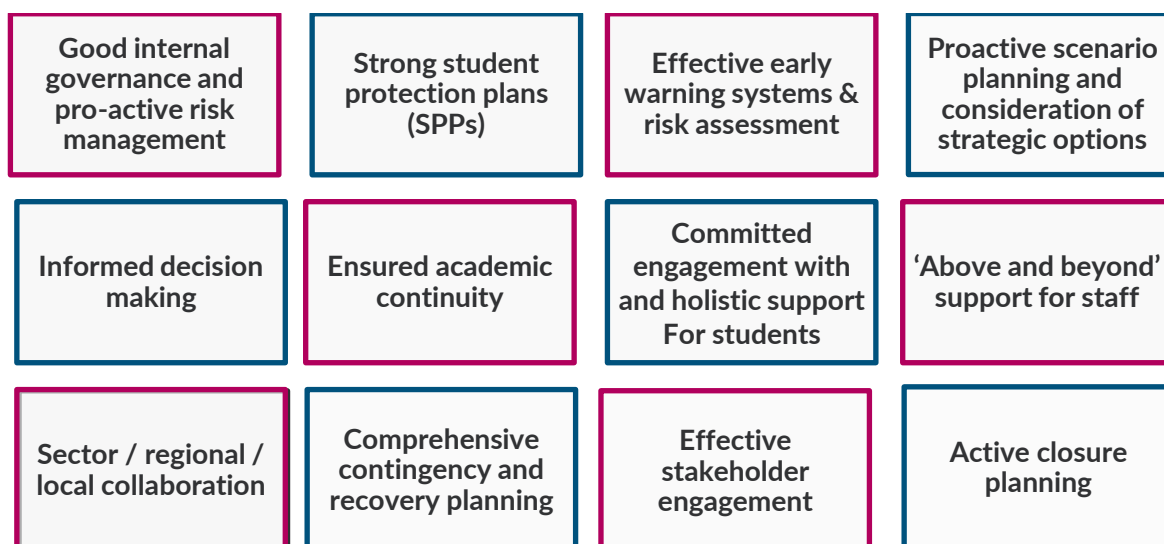 Good internal
governance and
pro-active risk
management
Strong student
protection plans
(SPPs)
Effective early
warning systems &
risk assessment
Proactive scenario
planning and
consideration of
strategic options
Informed decision
making
Ensured academic
continuity
Committed
engagement with
and holistic support
For students
‘Above and beyond’
support for staff
Sector / regional /
local collaboration
Comprehensive
contingency and
recovery planning
Effective
stakeholder
engagement
Active closure
planning